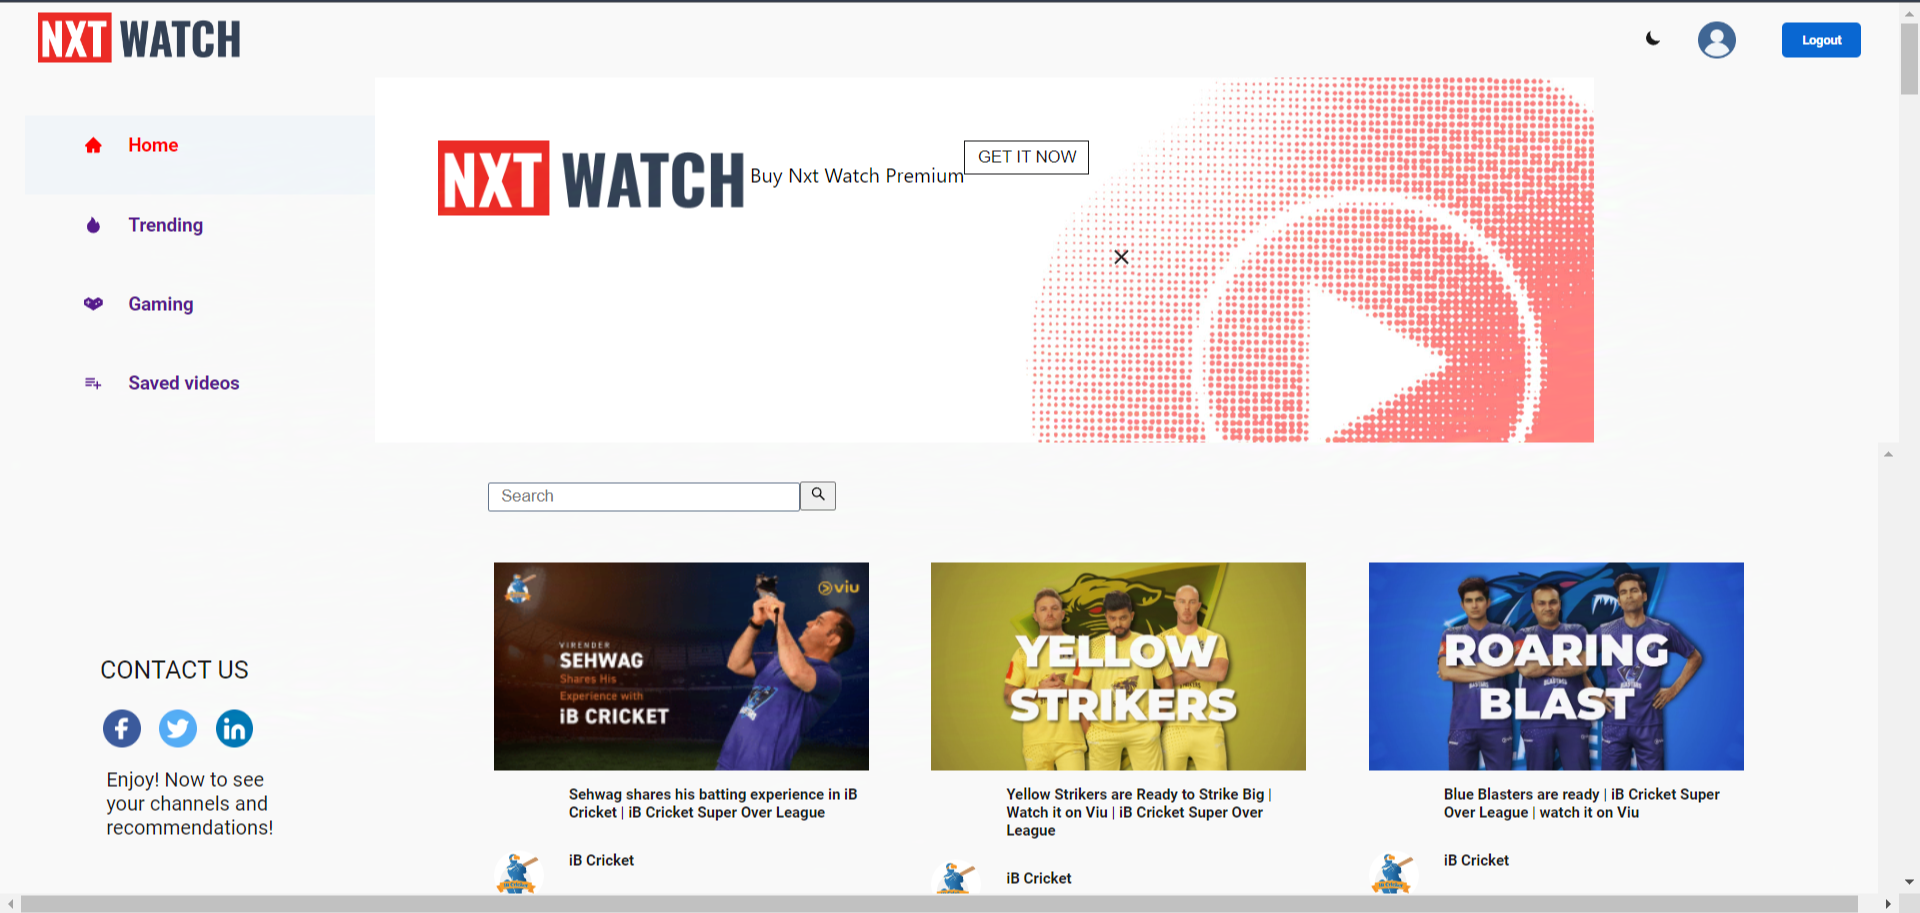 NXT WATCH
Logout
Home
Trending
Gaming
Saved videos
NXT WATCH
Buy Nxt Watch Premium
GET IT NOW
Search
viu
VIRENDER
SEHWAG
Shares His
Experience with
iB CRICKET
YELLOW
STRIKERS
ROARING
BLAST
Sehwag shares his batting experience in iB
Cricket | iB Cricket Super Over League
iB Cricket
Yellow Strikers are Ready to Strike Big |
Watch it on Viu | iB Cricket Super Over
League
iB Cricket
Blue Blasters are ready | iB Cricket Super
Over League | watch it on Viu
iB Cricket
CONTACT US
Enjoy! Now to see
your channels and
recommendations!